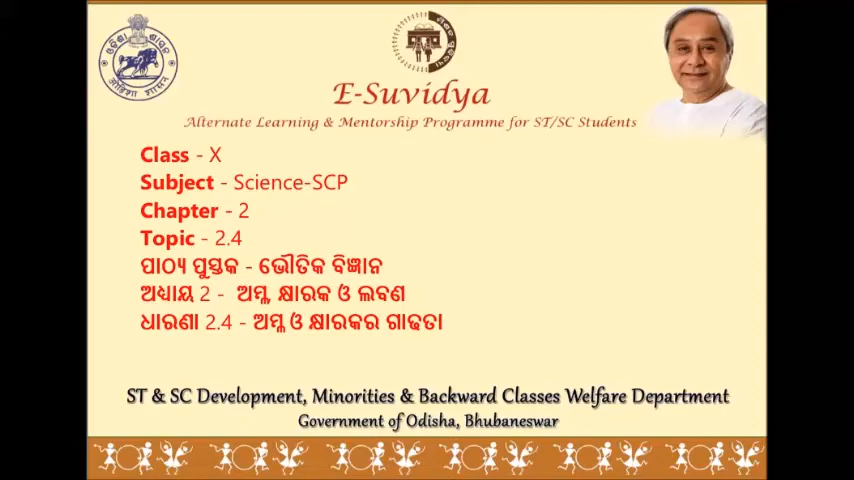 E-Suvidya
Alternate Learning & Mentorship Programme for ST/SC Students
Class - X
Subject - Science-SCP
Chapter - 2
Topic - 2.4
ପାଠ୍ୟ ପୁସ୍ତକ - ଭୌତିକ ବିଜ୍ଞାନ
ଅଧ୍ୟାୟ 2 - ଅମ୍ଳ, କ୍ଷାରକ ଓ ଲବଣ
ଧାରଣା 2.4 - ଅମ୍ଳ ଓ କ୍ଷାରକର ଗାଢତା
ST & SC Development, Minorities & Backward Classes Welfare Department
Government of Odisha, Bhubaneswar